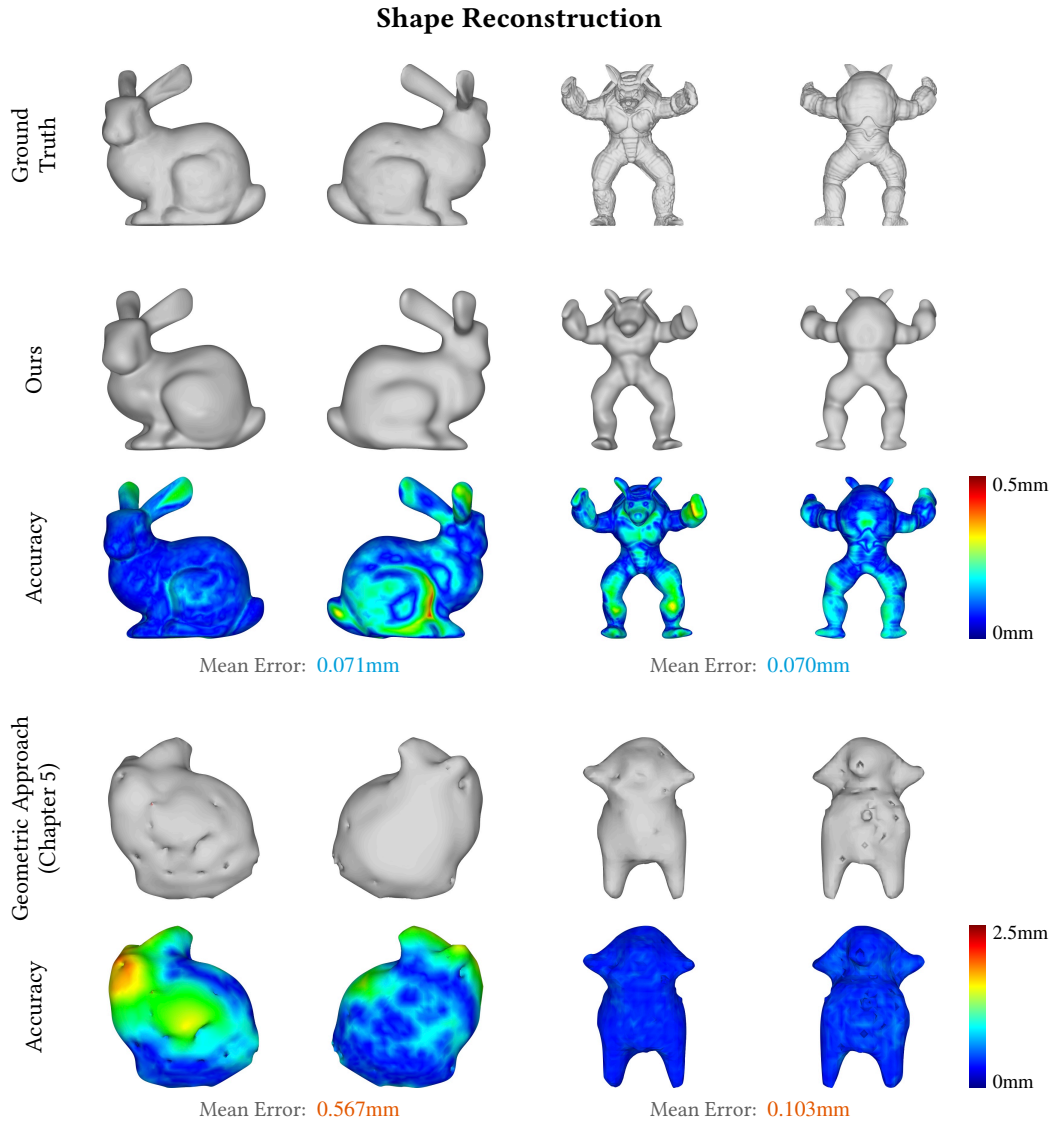 Shape Reconstruction
Ground
Truth
Ours
Accuracy
0.5mm
0mm
Mean Error: 0.071mm
Mean Error: 0.070mm
Geometric Approach
(Chapter 5)
Accuracy
2.5mm
0mm
Mean Error: 0.567mm
Mean Error: 0.103mm